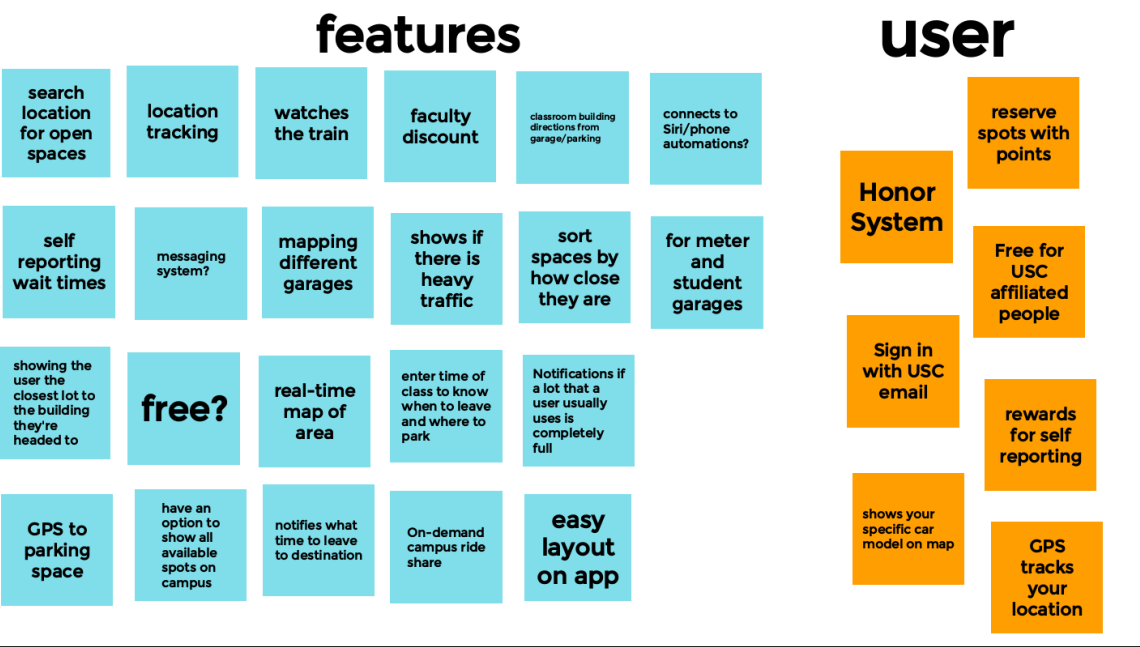 features
user
search
location
for open
spaces
location
tracking
watches
the train
faculty
discount
classroom building
directions from
garage/parking
connects to
Siri/phone
automations?
self
reporting
wait times
messaging
system?
mapping
different
garages
shows if
there is
heavy
traffic
sort
spaces by
how close
they are
for meter
and
student
garages
showing the
user the
closest lot to
the building
they're
headed to
free?
real-time
map of
area
enter time of
class to know
when to leave
and where to
park
Notifications if
a lot that a
user usually
uses is
completely
full
GPS to
parking
space
have an
option to
show all
available
spots on
campus
notifies what
time to leave
to destination
On-demand
campus ride
share
easy
layout
on app
reserve
spots with
points
Honor
System
Free for
USC
affiliated
people
Sign in
with USC
email
rewards
for self
reporting
shows your
specific car
model on map
GPS
tracks
your
location